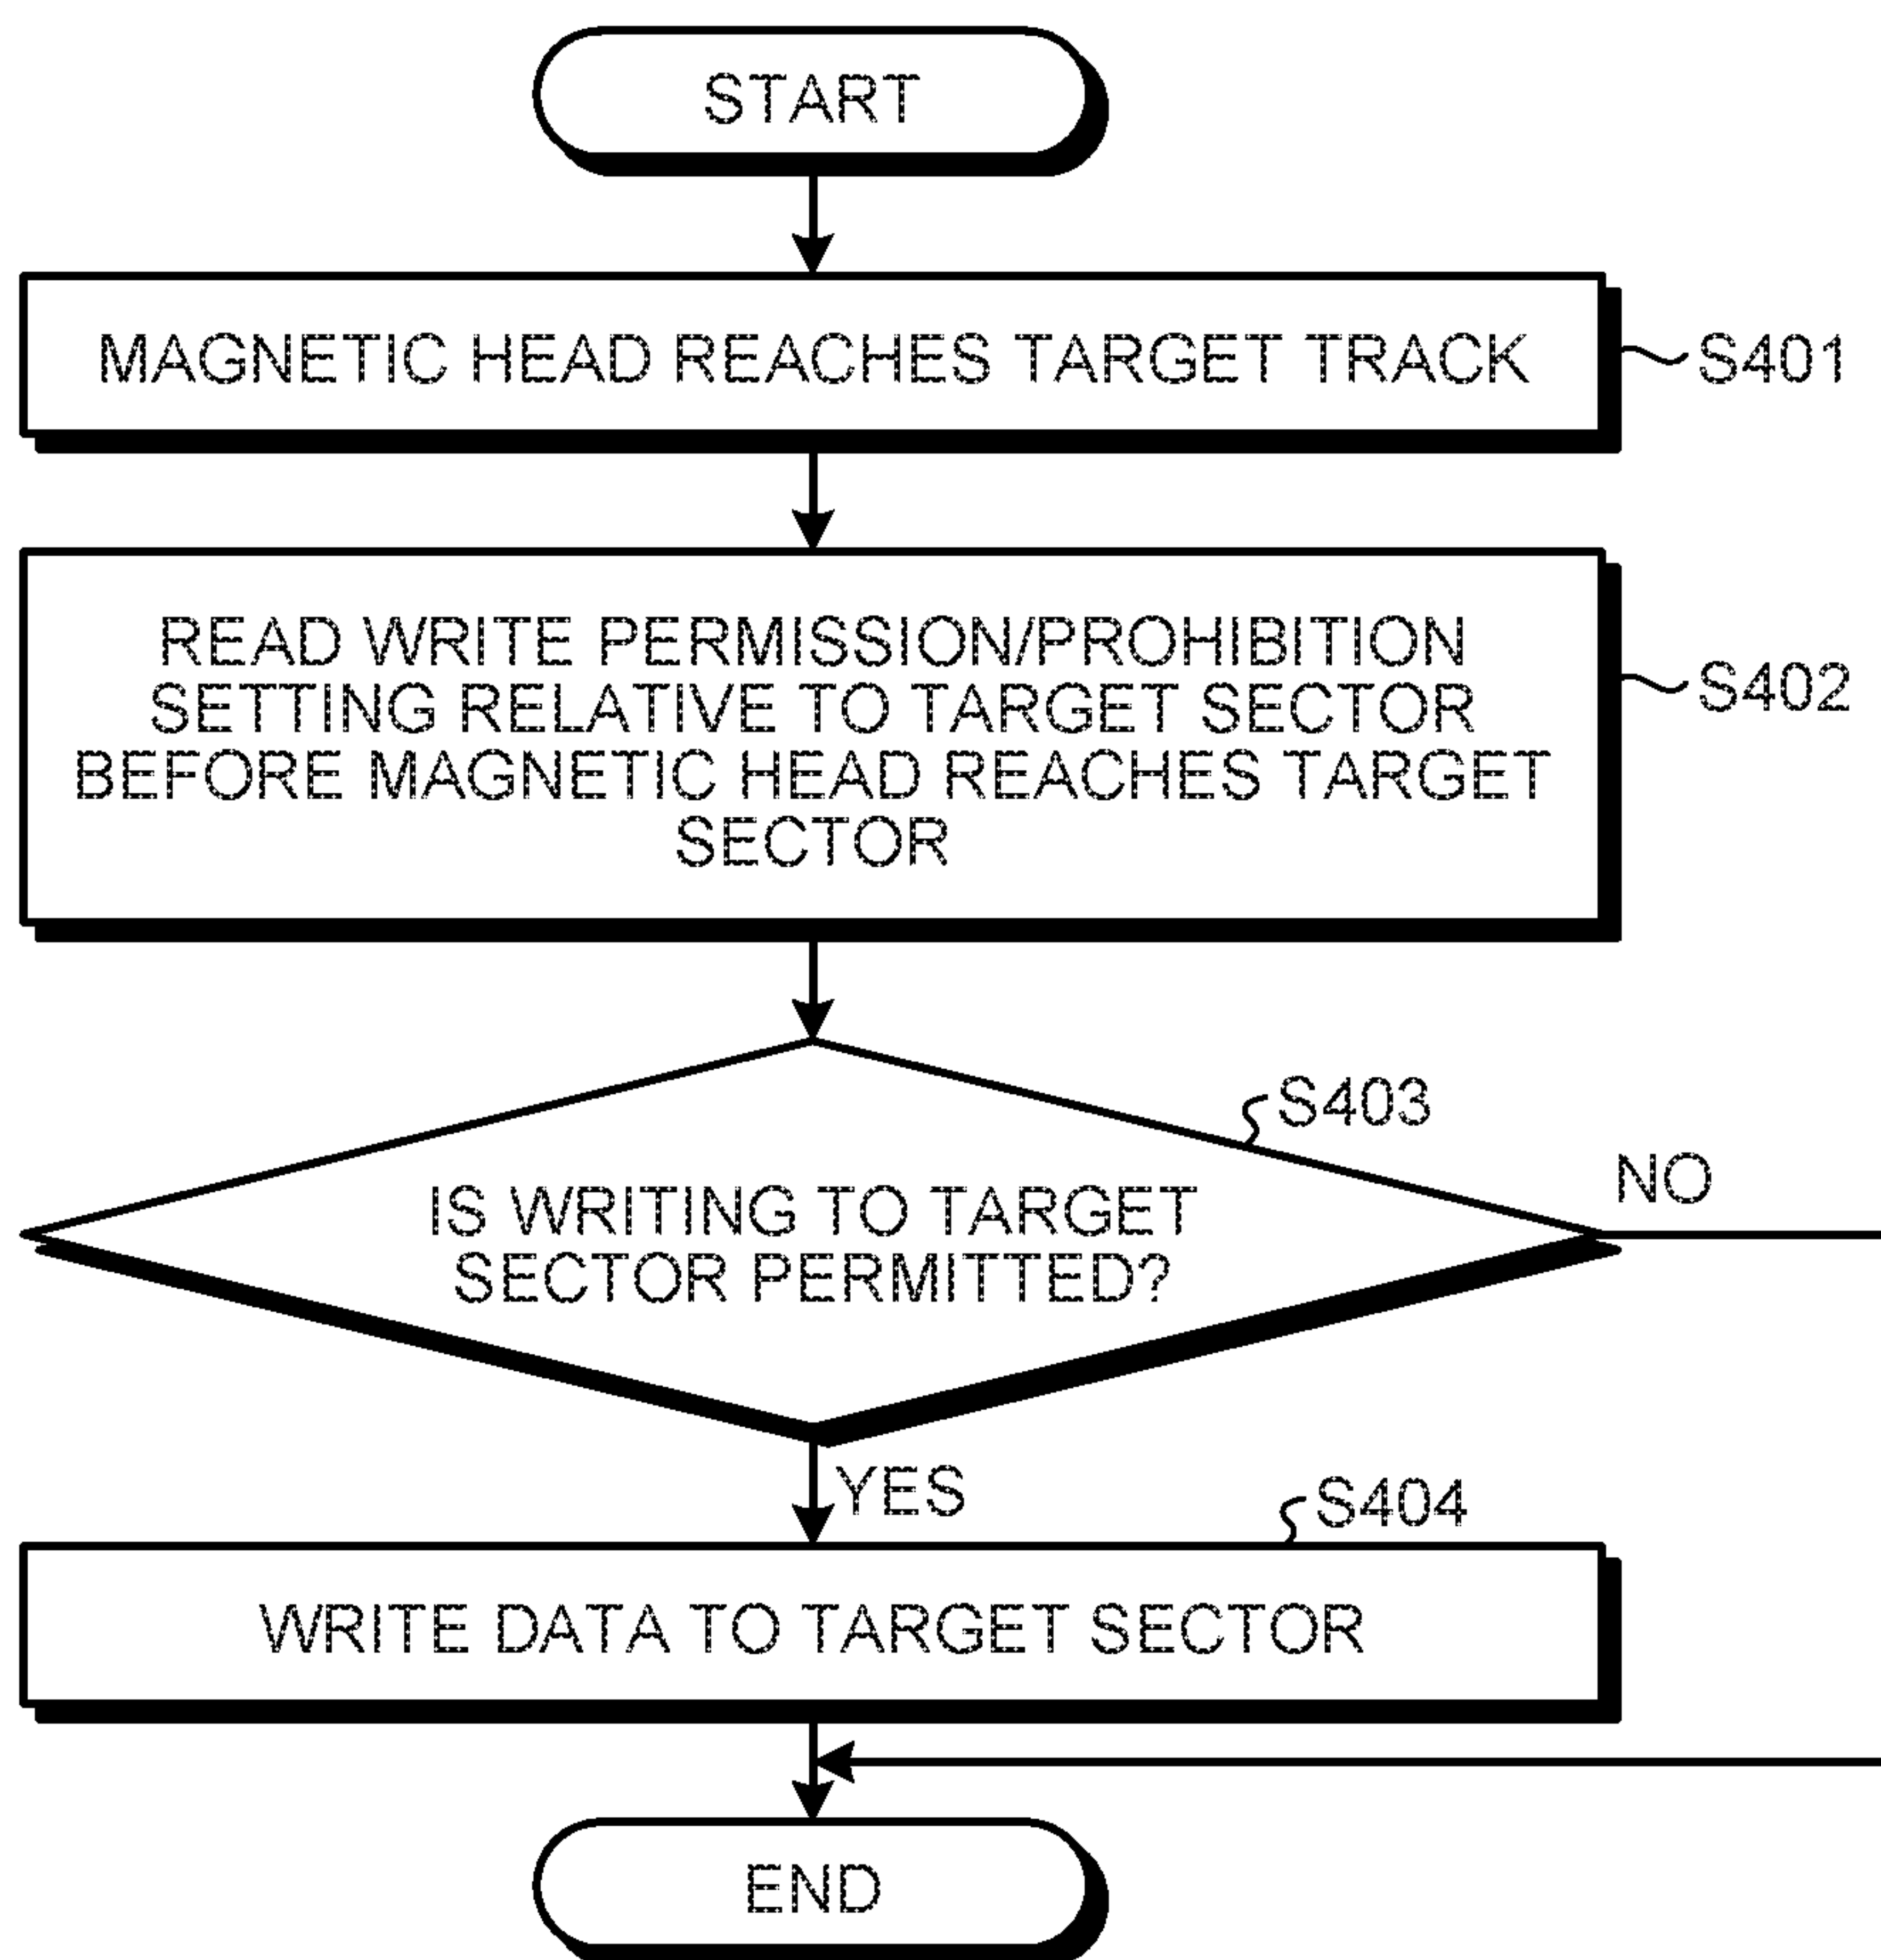 START
MAGNETIC HEAD REACHES TARGET TRACK
S401
READ WRITE PERMISSION/PROHIBITION
SETTING RELATIVE TO TARGET SECTOR
BEFORE MAGNETIC HEAD REACHES TARGET
SECTOR
S402
S403
IS WRITING TO TARGET
SECTOR PERMITTED?
NO
YES
S404
WRITE DATA TO TARGET SECTOR
END